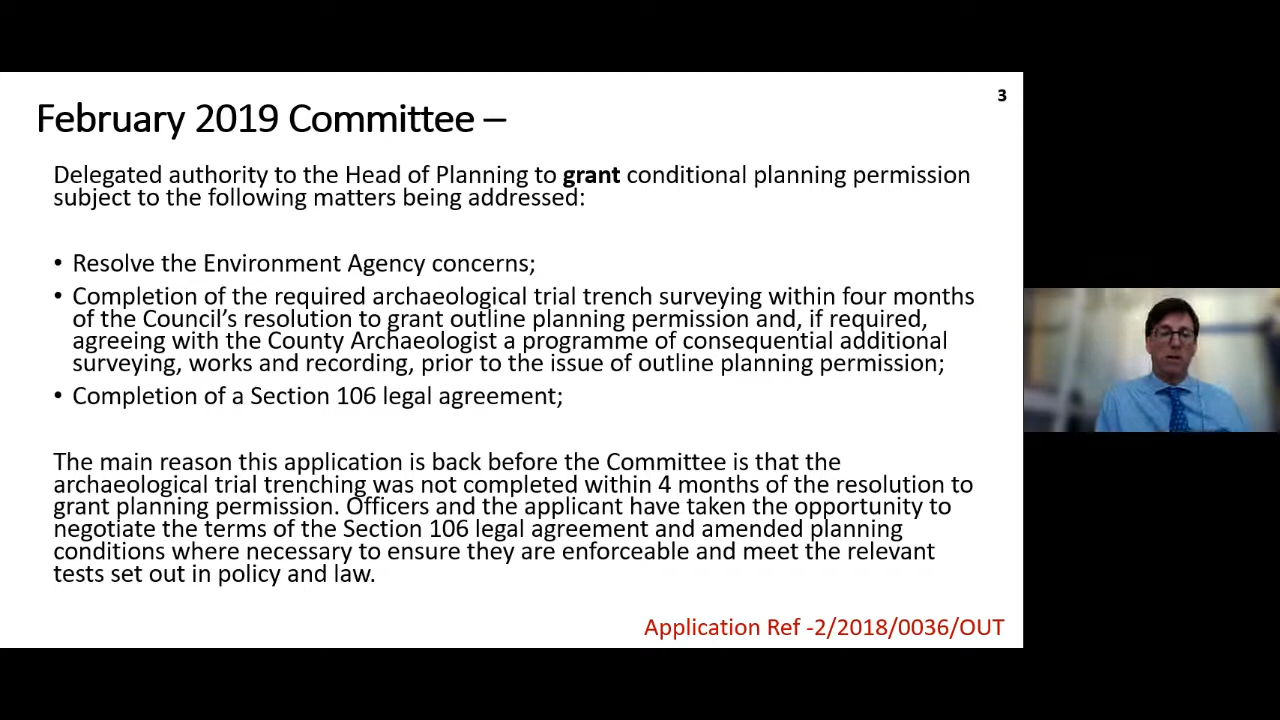 3
February 2019 Committee –
Delegated authority to the Head of Planning to grant conditional planning permission
subject to the following matters being addressed:
• Resolve the Environment Agency concerns;
• Completion of the required archaeological trial trench surveying within four months
of the Council’s resolution to grant outline planning permission and, if required,
agreeing with the County Archaeologist a programme of consequential additional
surveying, works and recording, prior to the issue of outline planning permission;
• Completion of a Section 106 legal agreement;
The main reason this application is back before the Committee is that the
archaeological trial trenching was not completed within 4 months of the resolution to
grant planning permission. Officers and the applicant have taken the opportunity to
negotiate the terms of the Section 106 legal agreement and amended planning
conditions where necessary to ensure they are enforceable and meet the relevant
tests set out in policy and law.
Application Ref -2/2018/0036/OUT